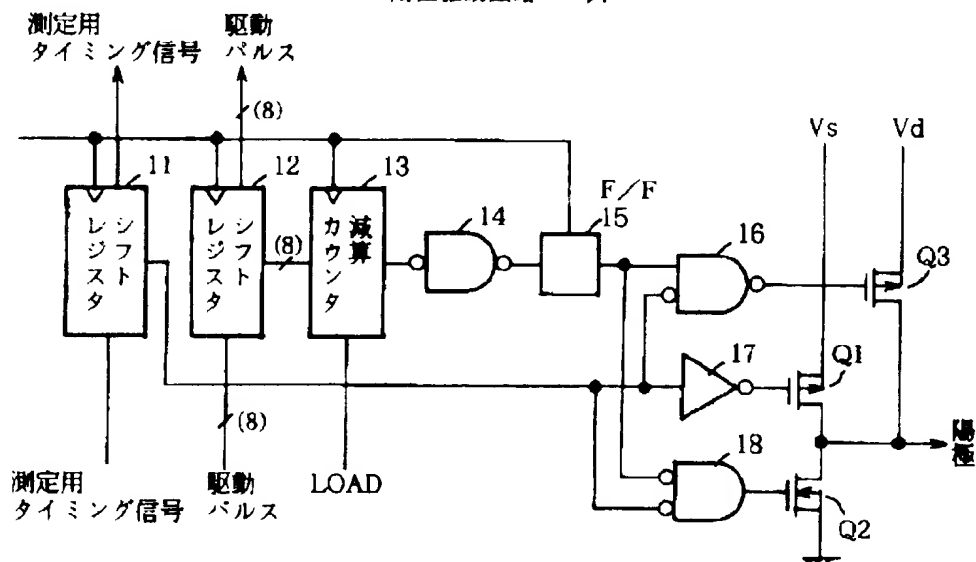 測定用
タイミング信号
駆動
パルス
(8)
Vs
Vd
11
12
13
F/F
シフト
レジスタ
シフト
レジスタ
減算
カウンタ
(8)
14
15
16
Q3
17
Q1
陽極
(8)
18
Q2
測定用
タイミング信号
駆動
パルス
LOAD